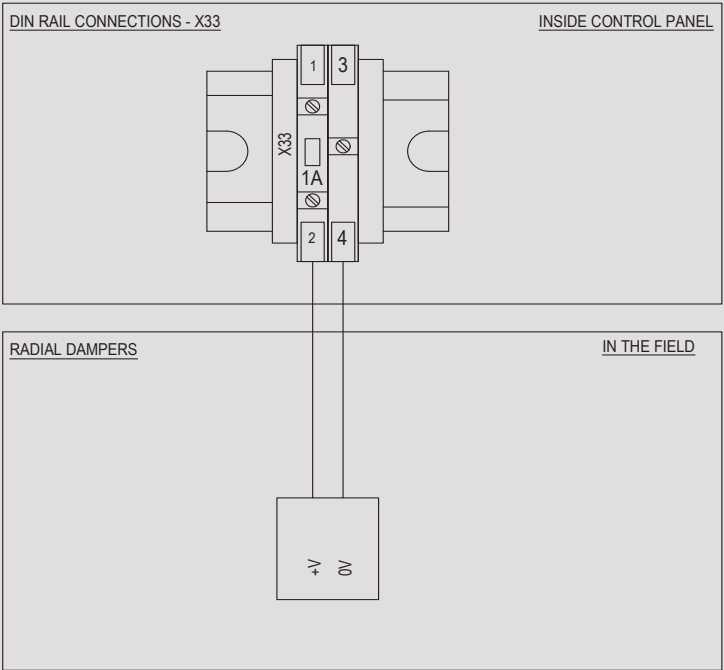 DIN RAIL CONNECTIONS - X33
INSIDE CONTROL PANEL
1
3
X33
1A
2
4
RADIAL DAMPERS
IN THE FIELD
+V
0V